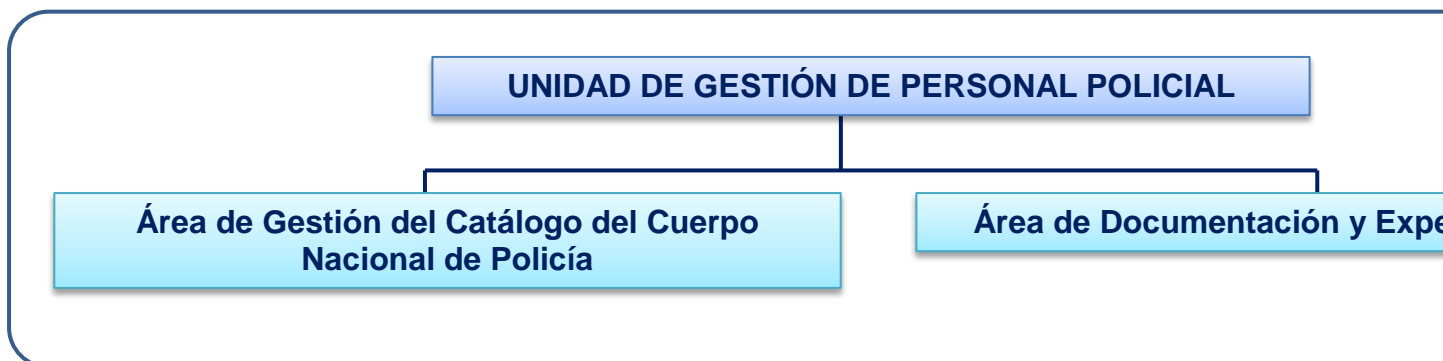 UNIDAD DE GESTIÓN DE PERSONAL POLICIAL
Área de Gestión del Catálogo del Cuerpo
Nacional de Policía
Área de Documentación y